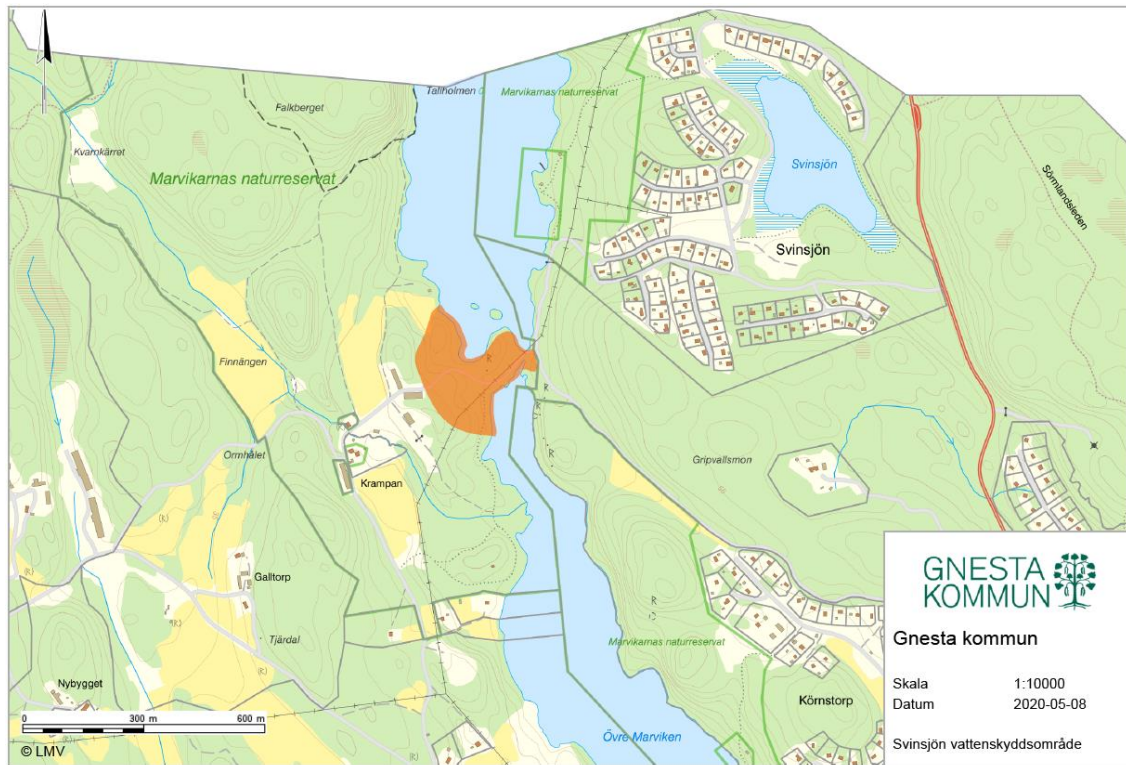 Tallholmen
Marvikarnas naturreservat
Falkberget
Kvarnkärret
Marvikarnas naturreservat
Svinsjön
Sörmlandsleden
Svinsjön
R
Finnängen
R
R
Ormhålet
Gripvallsmon
Krampan
(R)
Galltorp
(R)
Tjärdal
Marvikarnas naturreservat
(R)
Nybygget
Körnstorp
Övre Marviken
0 300 m 600 m
© LMV
GNESTA
KOMMUN
Gnesta kommun
Skala 1:10000
Datum 2020-05-08
Svinsjön vattenskyddsområde